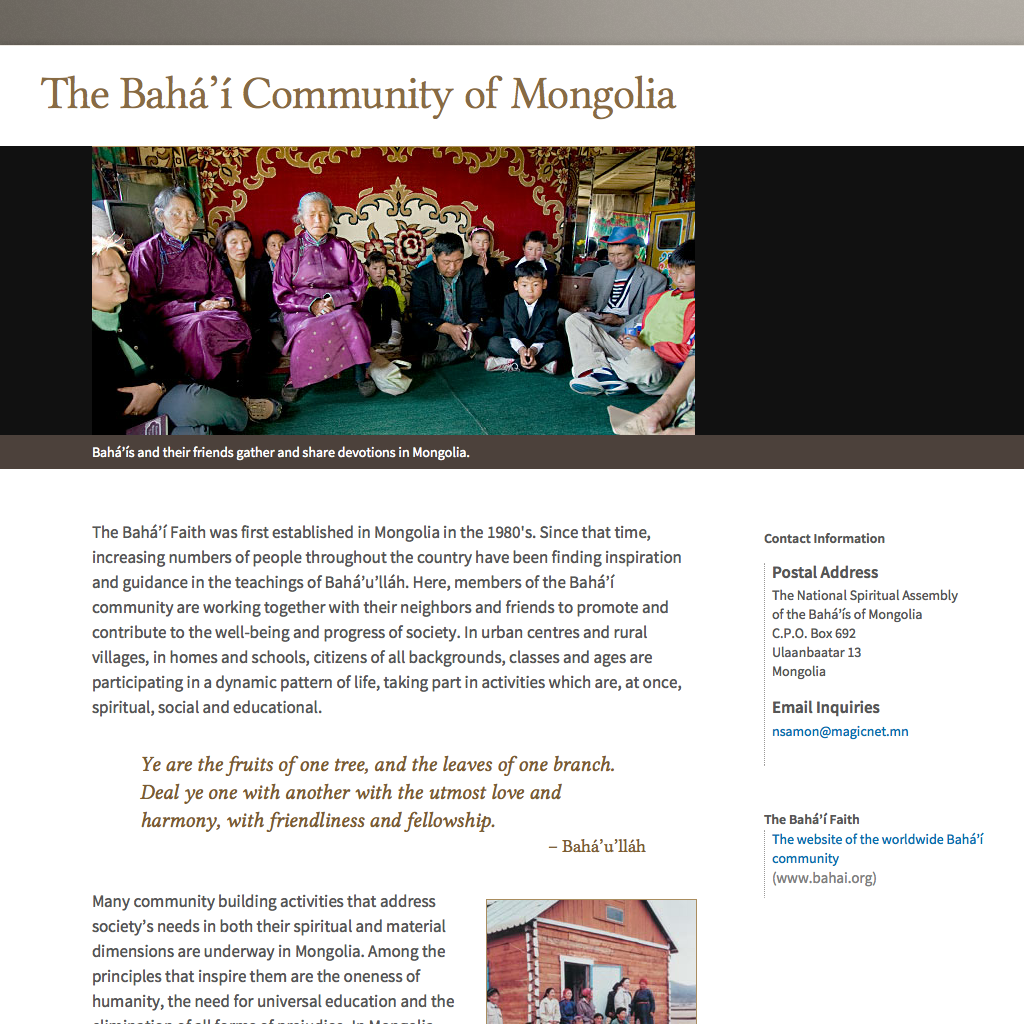 The Bahá’í Community of Mongolia
Bahá’ís and their friends gather and share devotions in Mongolia.
The Bahá’í Faith was first established in Mongolia in the 1980's. Since that time,
increasing numbers of people throughout the country have been finding inspiration
and guidance in the teachings of Bahá’u’lláh. Here, members of the Bahá’í
community are working together with their neighbors and friends to promote and
contribute to the well-being and progress of society. In urban centres and rural
villages, in homes and schools, citizens of all backgrounds, classes and ages are
participating in a dynamic pattern of life, taking part in activities which are, at once,
spiritual, social and educational.
Ye are the fruits of one tree, and the leaves of one branch.
Deal ye one with another with the utmost love and
harmony, with friendliness and fellowship.
– Bahá’u’lláh
Many community building activities that address
society’s needs in both their spiritual and material
dimensions are underway in Mongolia. Among the
principles that inspire them are the oneness of
humanity, the need for universal education and the
elimination of all forms of prejudice. In Mongolia
Contact Information
Postal Address
The National Spiritual Assembly
of the Bahá’ís of Mongolia
C.P.O. Box 692
Ulaanbaatar 13
Mongolia
Email Inquiries
nsamon@magicnet.mn
The Bahá’í Faith
The website of the worldwide Bahá’í
community
(www.bahai.org)